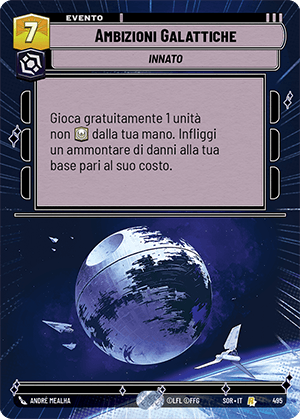 EVENTO
7
AMBIZIONI GALATTICHE
INNATO
Gioca gratuitamente 1 unità
non dalla tua mano. Infliggi
un ammontare di danni alla tua
base pari al suo costo.
ANDRÉ MEALHA
©LFL ©FFG
SOR • IT
495